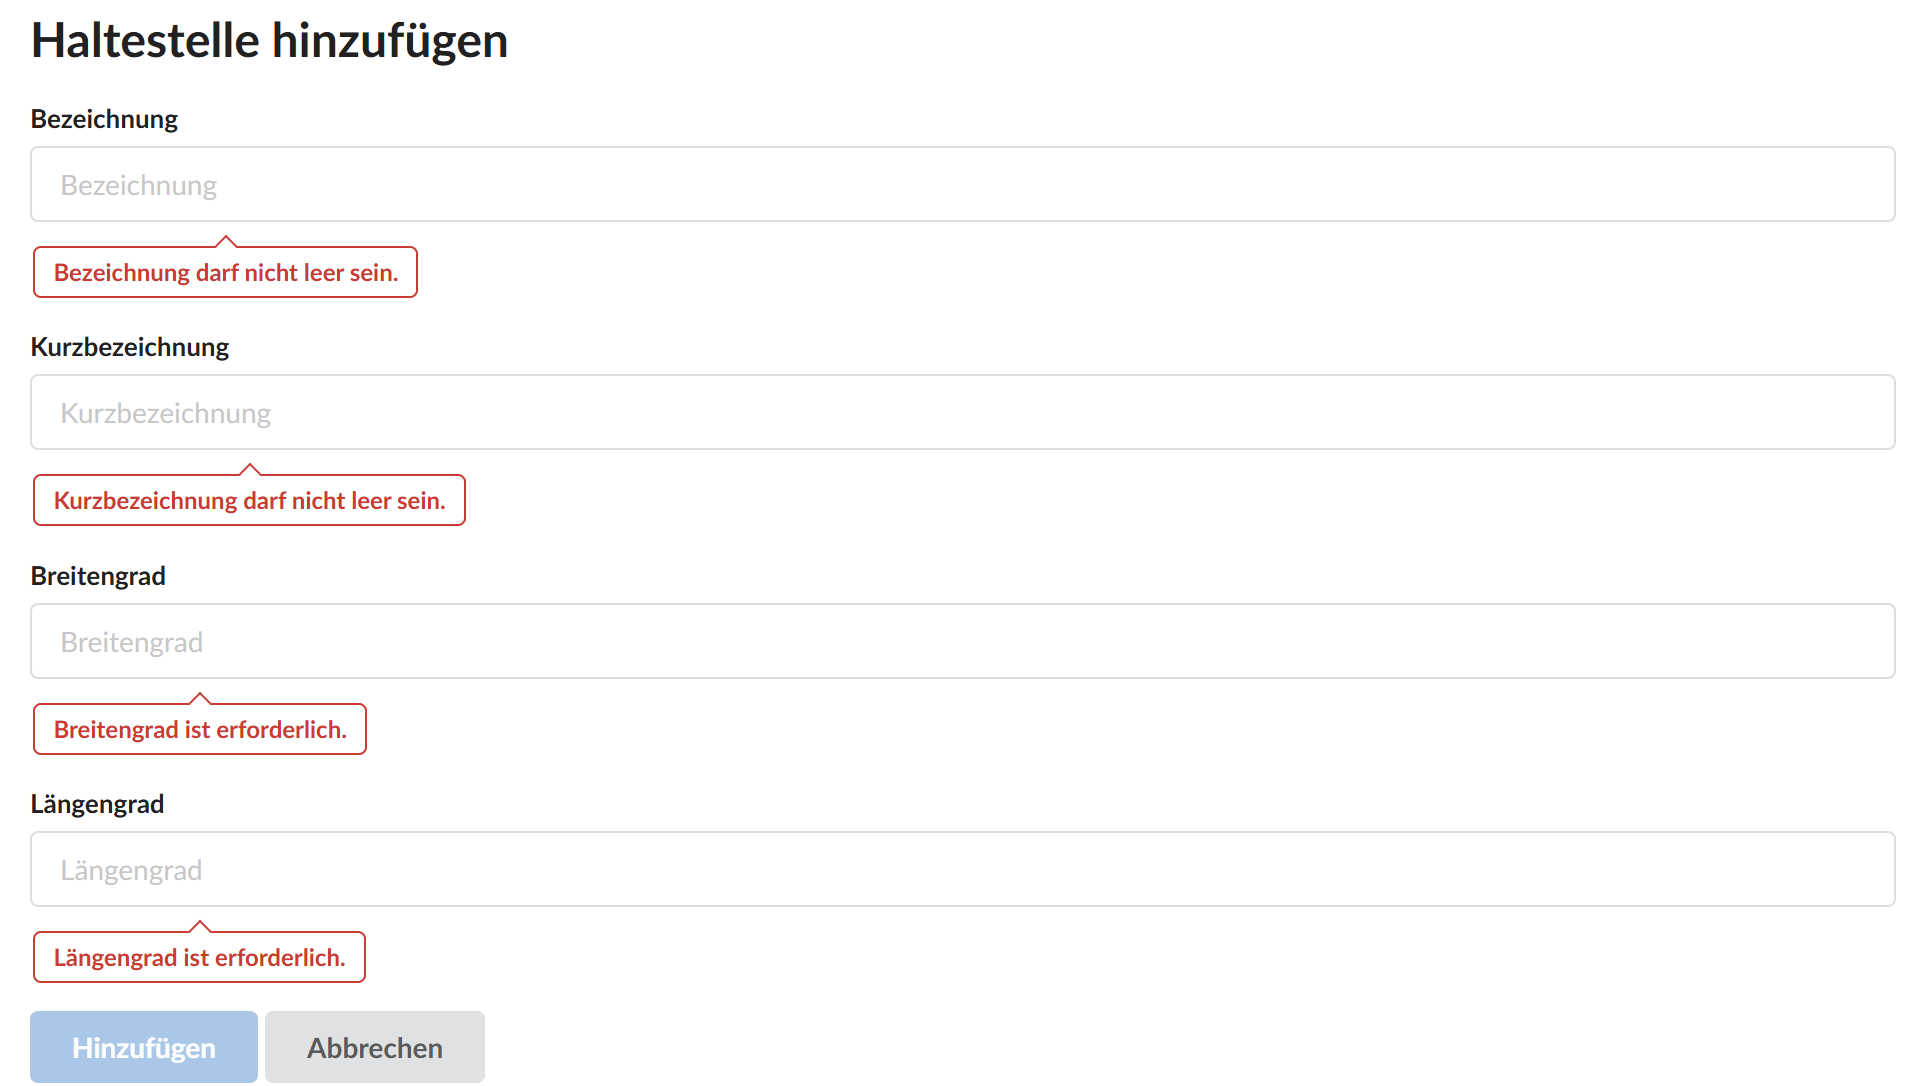 Haltestelle hinzufügen
Bezeichnung
Bezeichnung
Bezeichnung darf nicht leer sein.
Kurzbezeichnung
Kurzbezeichnung
Kurzbezeichnung darf nicht leer sein.
Breitengrad
Breitengrad
Breitengrad ist erforderlich.
Längengrad
Längengrad
Längengrad ist erforderlich.
Hinzufügen Abbrechen